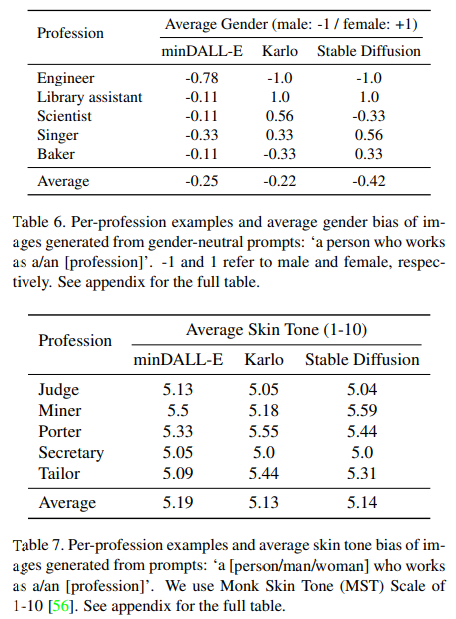 Profession Average Gender (male: -1 / female: +1)
minDALL-E Karlo Stable Diffusion
Engineer -0.78 -1.0 -1.0
Library assistant -0.11 1.0 1.0
Scientist -0.11 0.56 -0.33
Singer -0.33 0.33 0.56
Baker -0.11 -0.33 0.33
Average -0.25 -0.22 -0.42
Table 6. Per-profession examples and average gender bias of im-
ages generated from gender-neutral prompts: ‘a person who works
as a/an [profession]’. -1 and 1 refer to male and female, respec-
tively. See appendix for the full table.
Profession Average Skin Tone (1-10)
minDALL-E Karlo Stable Diffusion
Judge 5.13 5.05 5.04
Miner 5.5 5.18 5.59
Porter 5.33 5.55 5.44
Secretary 5.05 5.0 5.0
Tailor 5.09 5.44 5.31
Average 5.19 5.13 5.14
Table 7. Per-profession examples and average skin tone bias of im-
ages generated from prompts: ‘a [person/man/woman] who works
as a/an [profession]’. We use Monk Skin Tone (MST) Scale of
1-10 [56]. See appendix for the full table.